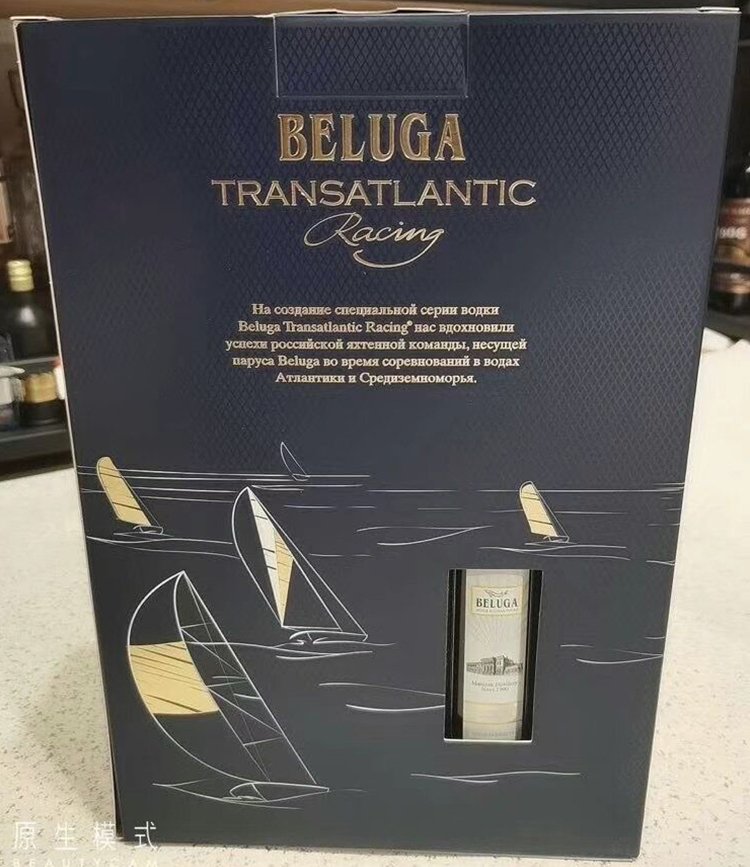 BELUGA
TRANSATLANTIC
Racing
На создание специальной серии водки
Beluga Transatlantic Racing® нас вдохновили
успехи российской яхтенной команды, несущей
паруса Beluga во время соревнований в водах
Атлантики и Средиземноморья.
BELUGA
原生模式
BEAUTYCAM